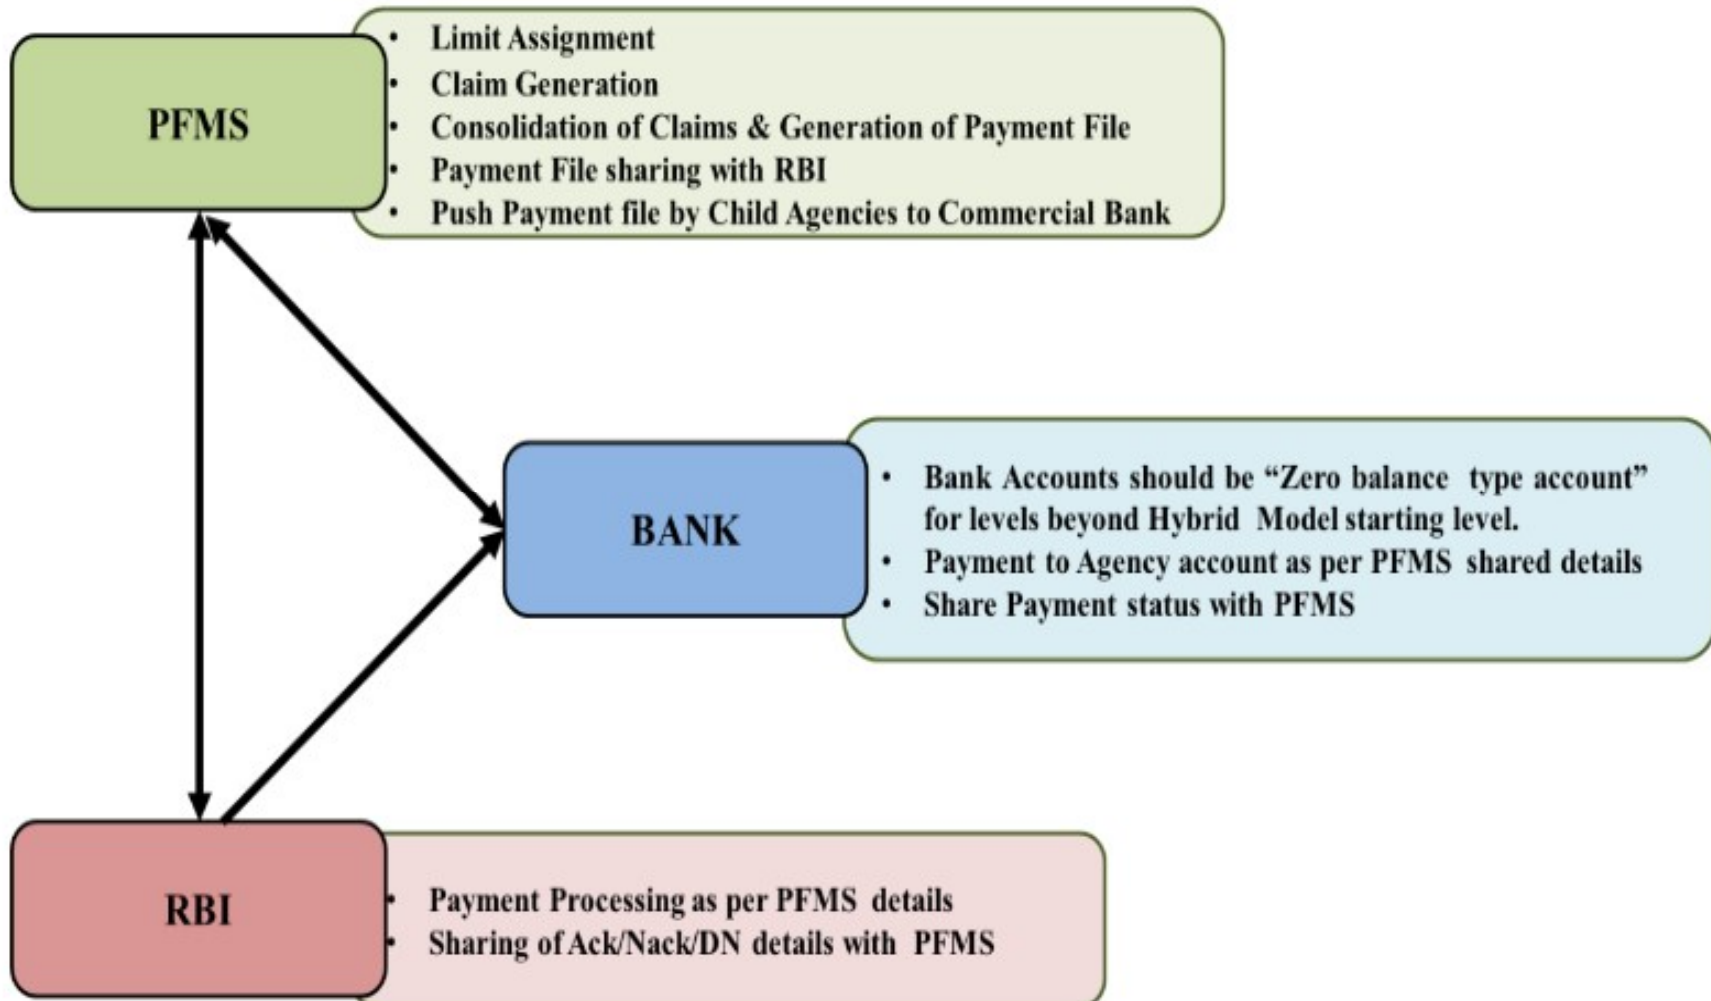 PFMS
• Limit Assignment
• Claim Generation
• Consolidation of Claims & Generation of Payment File
• Payment File sharing with RBI
• Push Payment file by Child Agencies to Commercial Bank
BANK
• Bank Accounts should be “Zero balance type account”
for levels beyond Hybrid Model starting level.
• Payment to Agency account as per PFMS shared details
• Share Payment status with PFMS
RBI
• Payment Processing as per PFMS details
• Sharing of Ack/Nack/DN details with PFMS